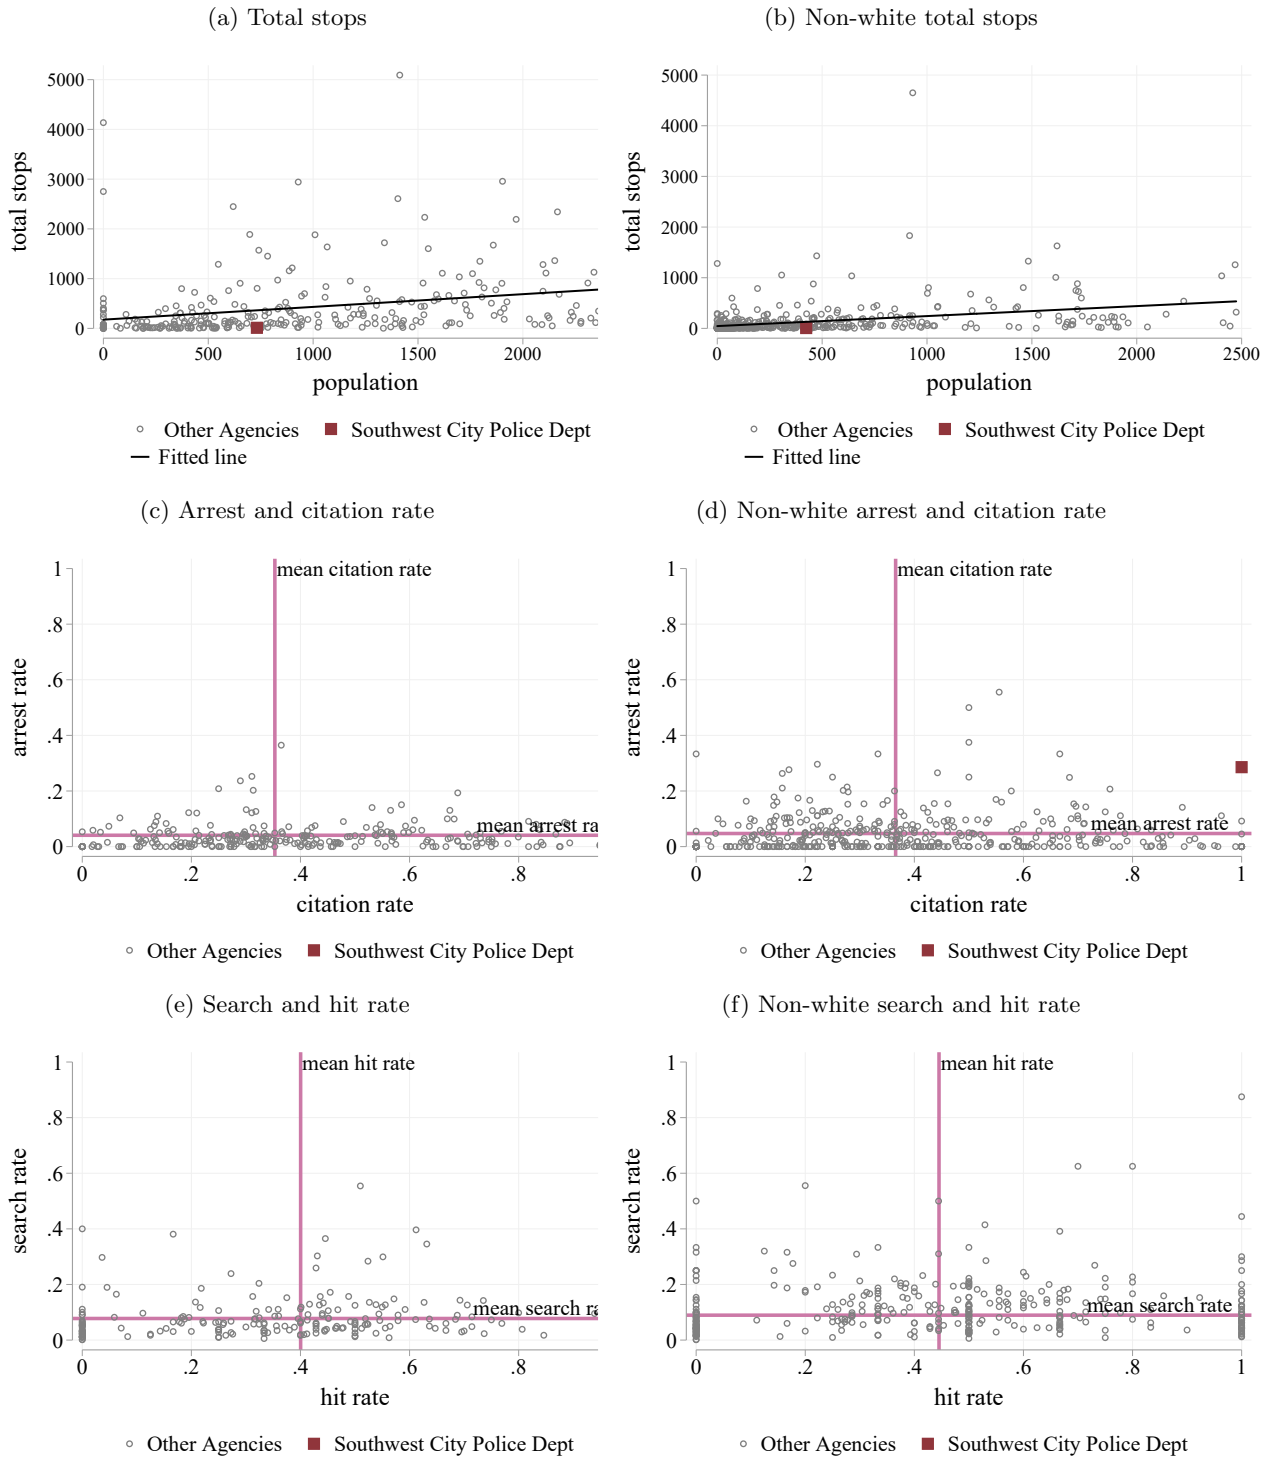 (a) Total stops
(b) Non-white total stops
total stops
5000
4000
3000
2000
1000
0
0 500 1000 1500 2000
population
Other Agencies Southwest City Police Dept
Fitted line
total stops
5000
4000
3000
2000
1000
0
0 500 1000 1500 2000 2500
population
Other Agencies Southwest City Police Dept
Fitted line
(c) Arrest and citation rate
(d) Non-white arrest and citation rate
arrest rate
1
.8
.6
.4
.2
0
mean citation rate
mean arrest ra
0 .2 .4 .6 .8
citation rate
Other Agencies Southwest City Police Dept
arrest rate
1
.8
.6
.4
.2
0
mean citation rate
mean arrest rate
0 .2 .4 .6 .8 1
citation rate
Other Agencies Southwest City Police Dept
(e) Search and hit rate
(f) Non-white search and hit rate
search rate
1
.8
.6
.4
.2
0
mean hit rate
mean search ra
0 .2 .4 .6 .8
hit rate
Other Agencies Southwest City Police Dept
search rate
1
.8
.6
.4
.2
0
mean hit rate
mean search rate
0 .2 .4 .6 .8 1
hit rate
Other Agencies Southwest City Police Dept